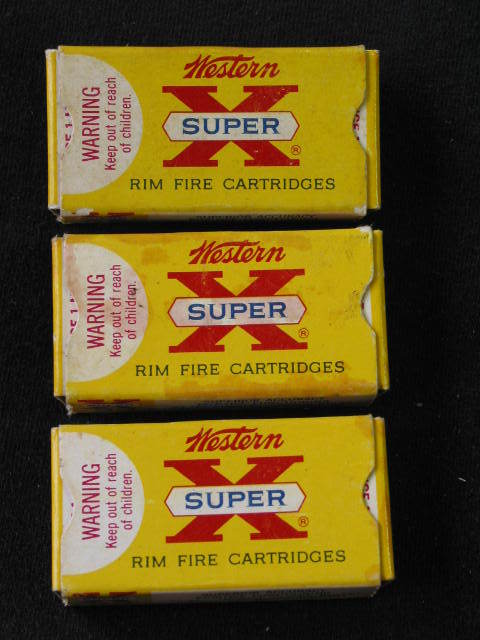 Western
X
SUPER
®
RIM FIRE CARTRIDGES
WARNING
Keep out of reach
of children.
Western
X
SUPER
®
RIM FIRE CARTRIDGES
WARNING
Keep out of reach
of children.
Western
X
SUPER
®
RIM FIRE CARTRIDGES
WARNING
Keep out of reach
of children.